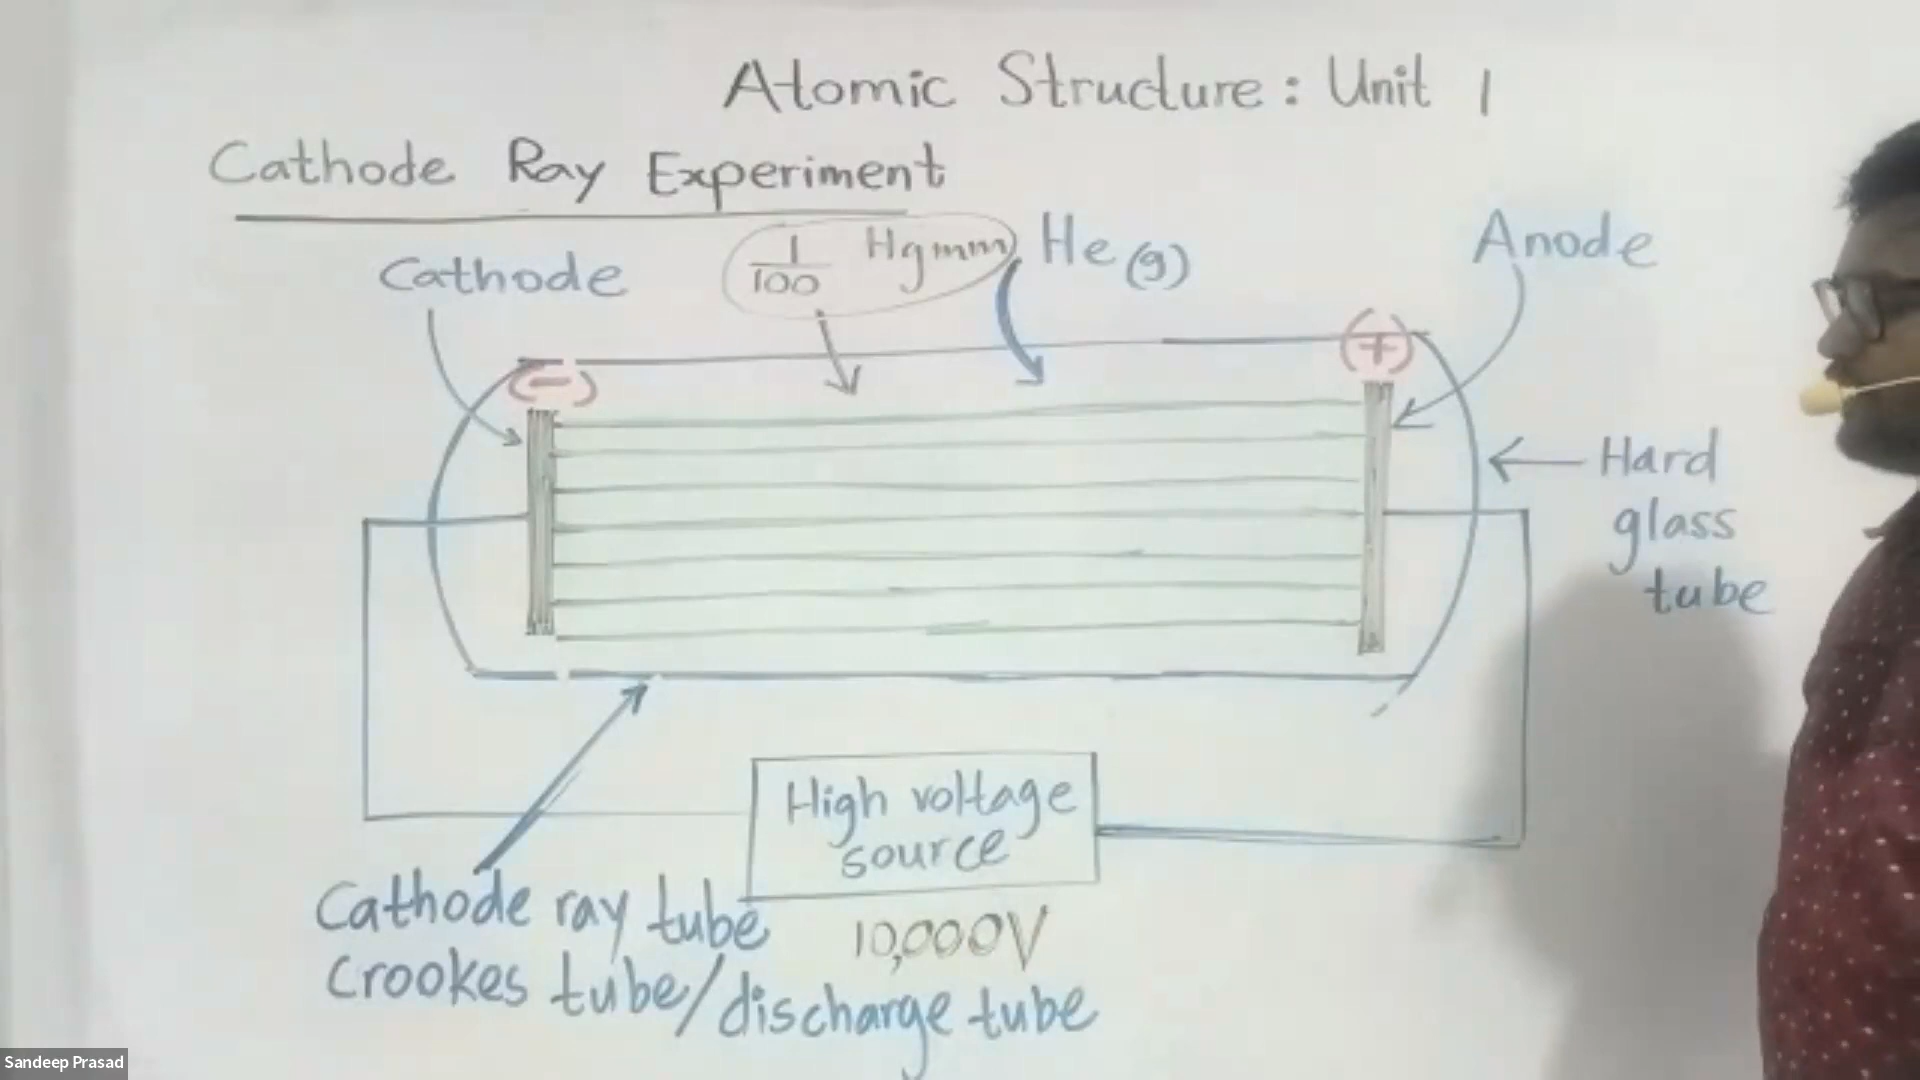 Atomic Structure: Unit 1
Cathode Ray Experiment
Cathode
1/100 Hgmm
He(g)
Anode
(-)
(+)
Hard
glass
tube
High voltage
source
10,000V
Cathode ray tube
Crookes tube/discharge tube
Sandeep Prasad